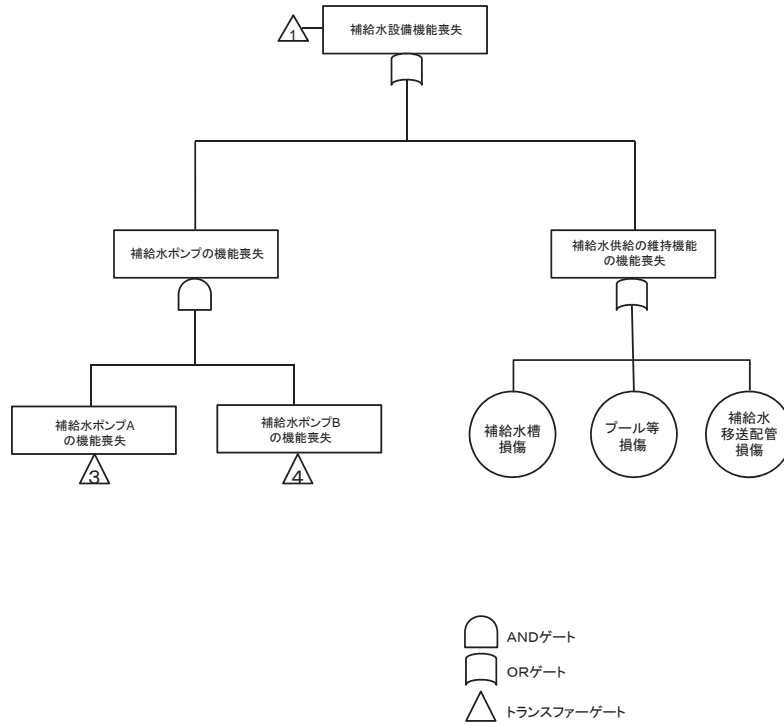 1
補給水設備機能喪失
補給水ポンプの機能喪失
補給水供給の維持機能
の機能喪失
補給水ポンプA
の機能喪失
3
補給水ポンプB
の機能喪失
4
補給水槽
損傷
プール等
損傷
補給水
移送配管
損傷
ANDゲート
ORゲート
トランスファーゲート